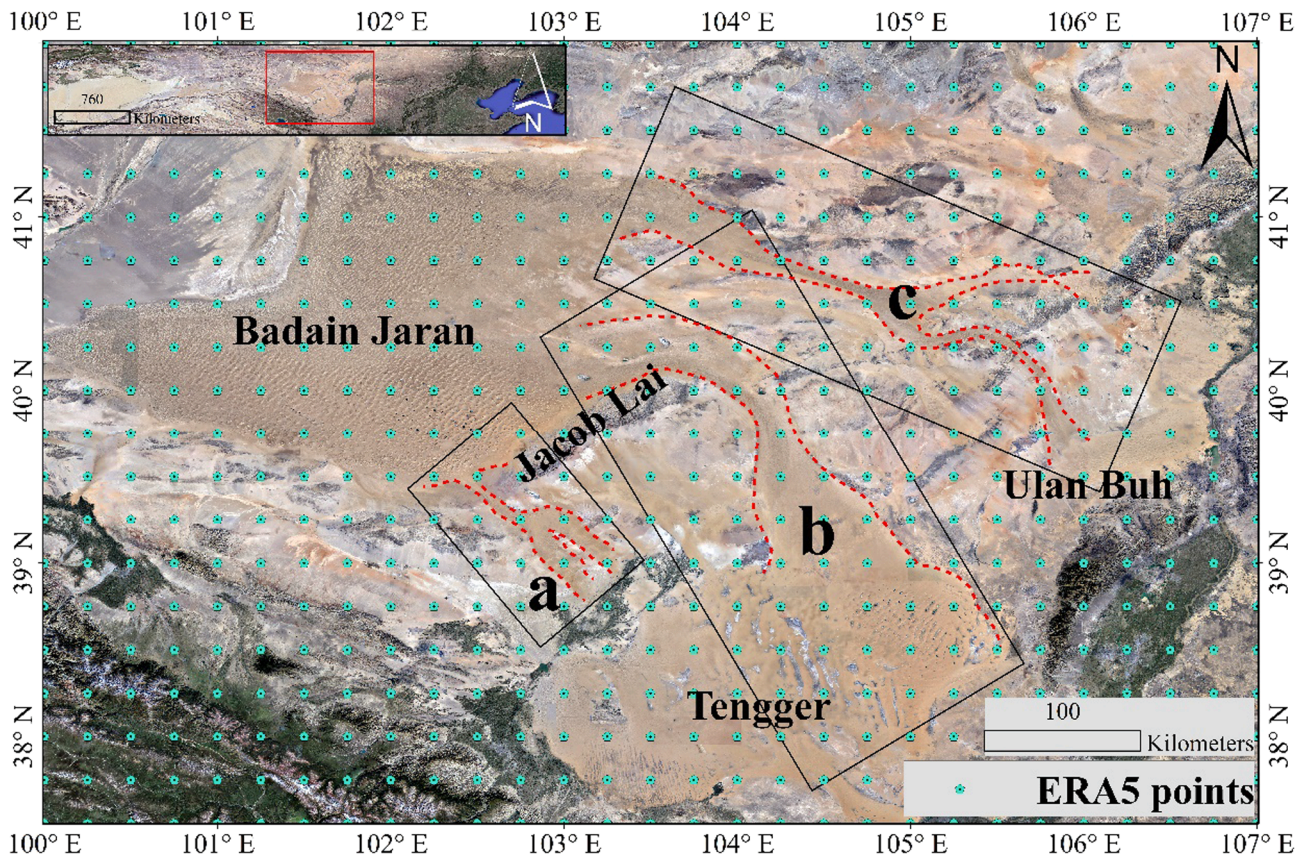 100° E 101° E 102° E 103° E 104° E 105° E 106° E 107° E
760
Kilometers
N
N
41° N
41° N
c
Badain Jaran
40° N
40° N
Jacob Lai
Ulan Buh
b
39° N
39° N
a
Tengger
38° N
38° N
100
Kilometers
ERA5 points
100° E 101° E 102° E 103° E 104° E 105° E 106° E 107° E